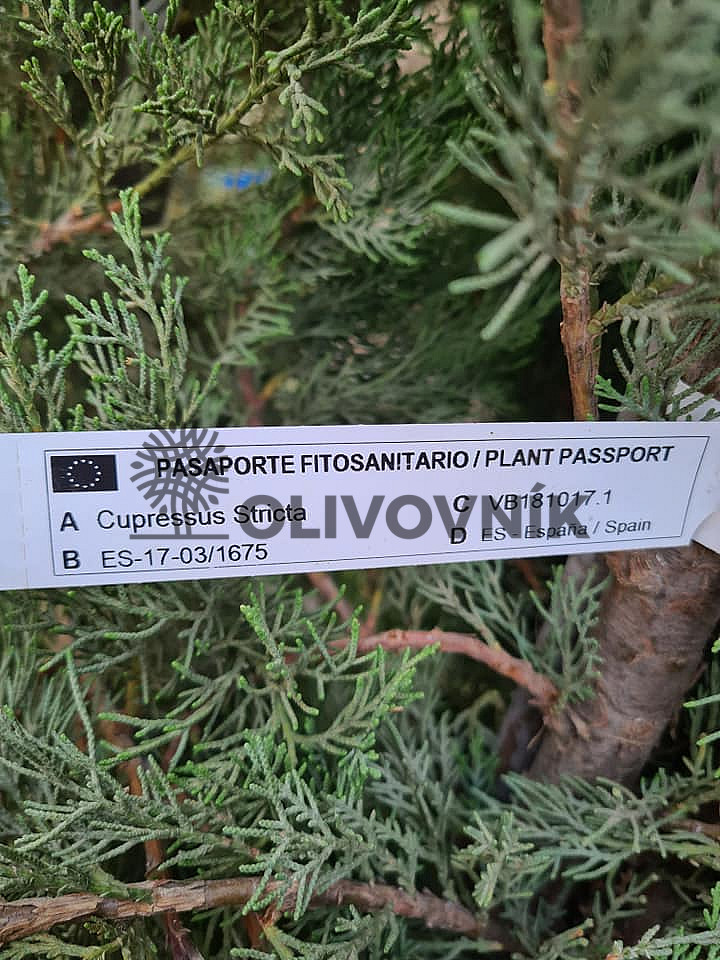 PASAPORTE FITOSANITARIO / PLANT PASSPORT
A Cupressus Stricta
C VB181017.1
B ES-17-03/1675
D ES - España / Spain
OLIVOVNÍK